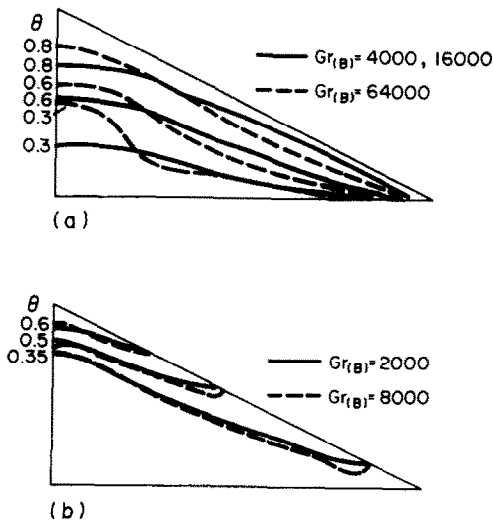 θ
0.8
0.8
0.6
0.6
0.3
0.3
Gr(B)= 4000, 16000
Gr(B)= 64000
(a)
θ
0.6
0.5
0.35
Gr(B)= 2000
Gr(B)= 8000
(b)